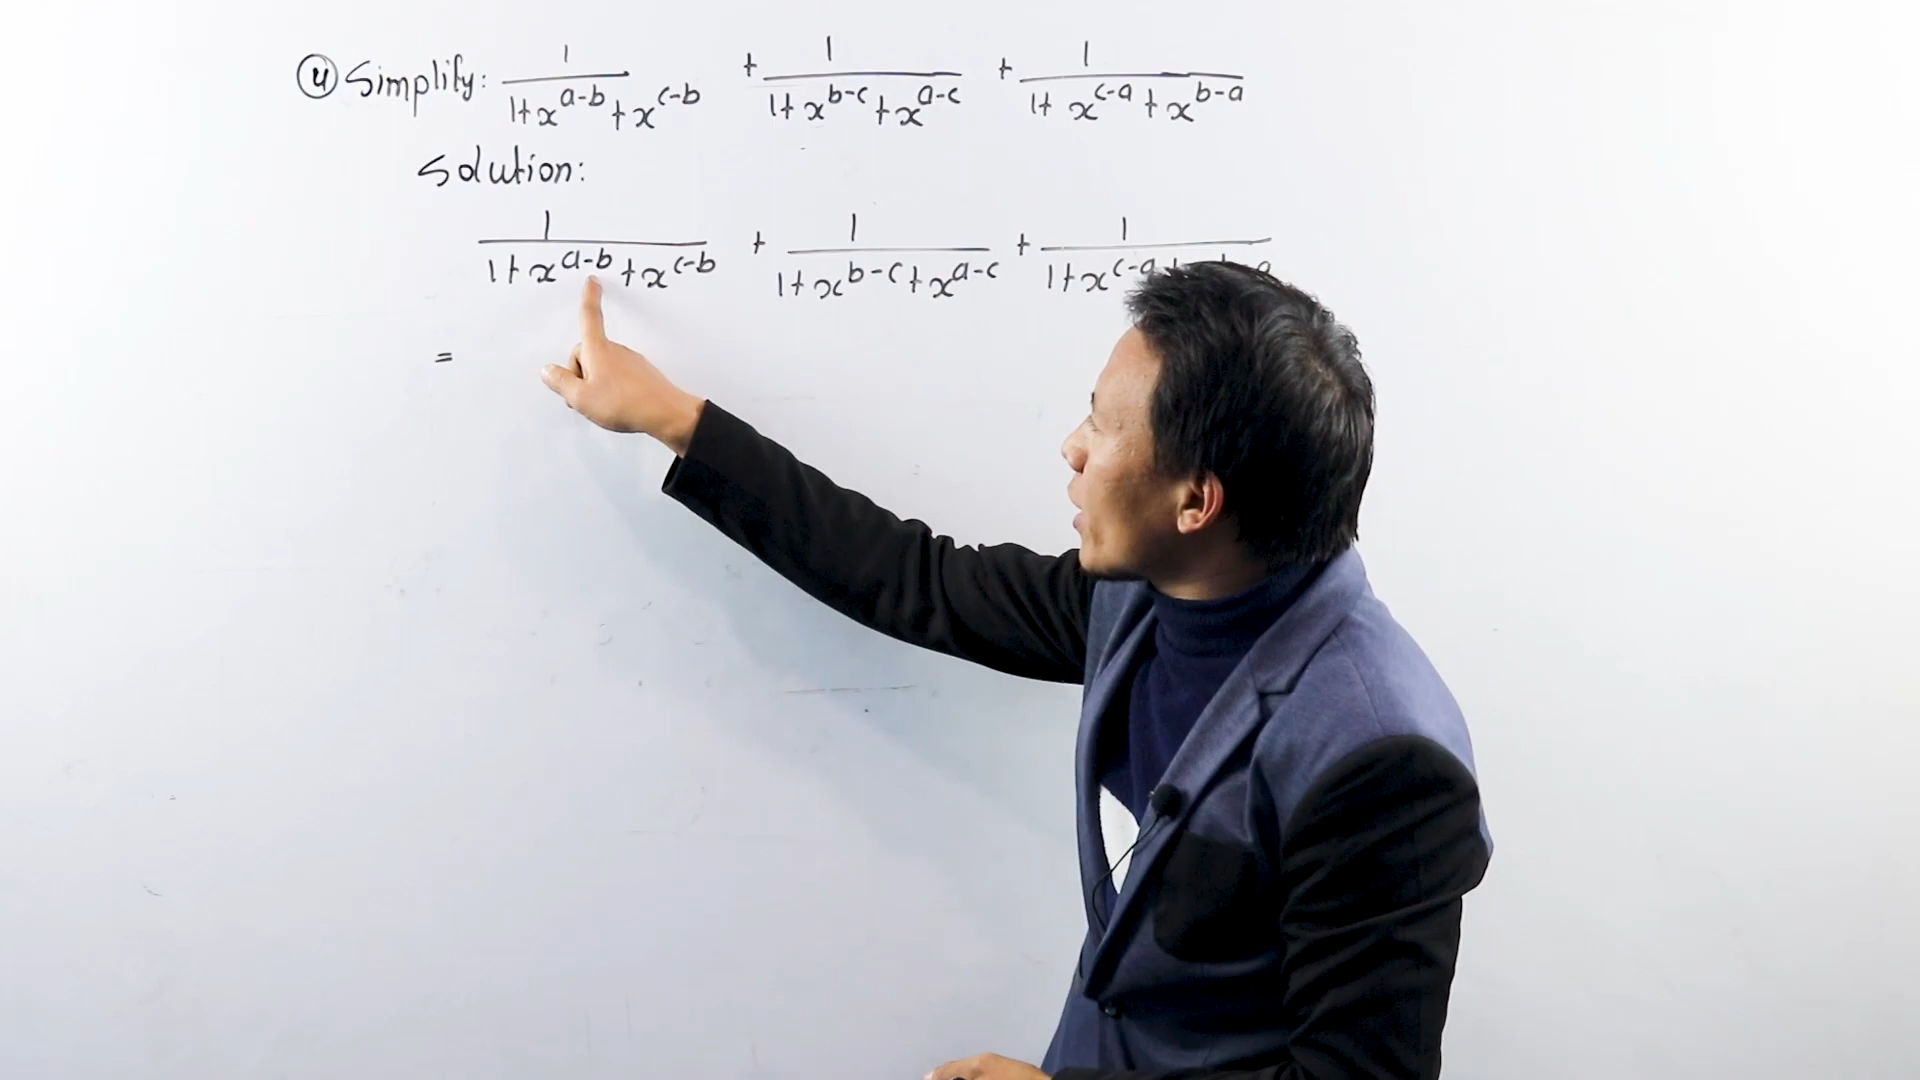 ④ Simplify: 1/(1+x^(a-b)+x^(c-b)) + 1/(1+x^(b-c)+x^(a-c)) + 1/(1+x^(c-a)+x^(b-a))
Solution:
1/(1+x^(a-b)+x^(c-b)) + 1/(1+x^(b-c)+x^(a-c)) + 1/(1+x^(c-a)
=